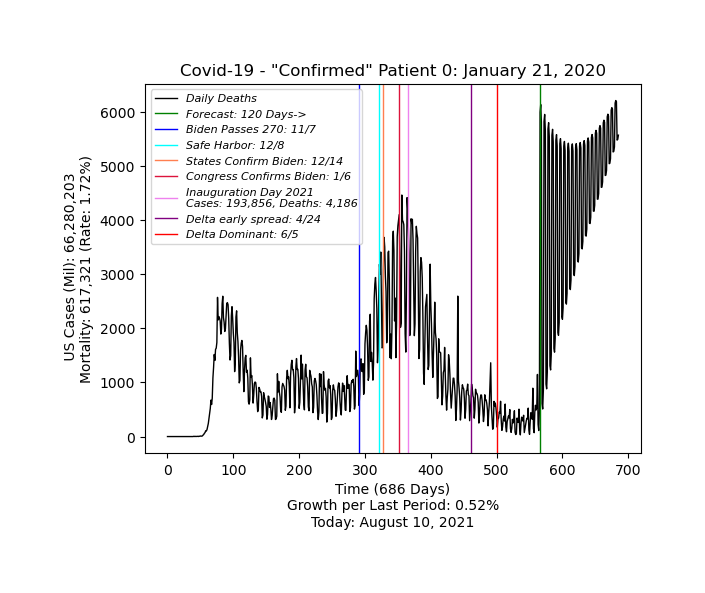 Covid-19 - "Confirmed" Patient 0: January 21, 2020
US Cases (Mil): 66,280,203
Mortality: 617,321 (Rate: 1.72%)
6000
5000
4000
3000
2000
1000
0
Daily Deaths
Forecast: 120 Days->
Biden Passes 270: 11/7
Safe Harbor: 12/8
States Confirm Biden: 12/14
Congress Confirms Biden: 1/6
Inauguration Day 2021
Cases: 193,856, Deaths: 4,186
Delta early spread: 4/24
Delta Dominant: 6/5
0 100 200 300 400 500 600 700
Time (686 Days)
Growth per Last Period: 0.52%
Today: August 10, 2021